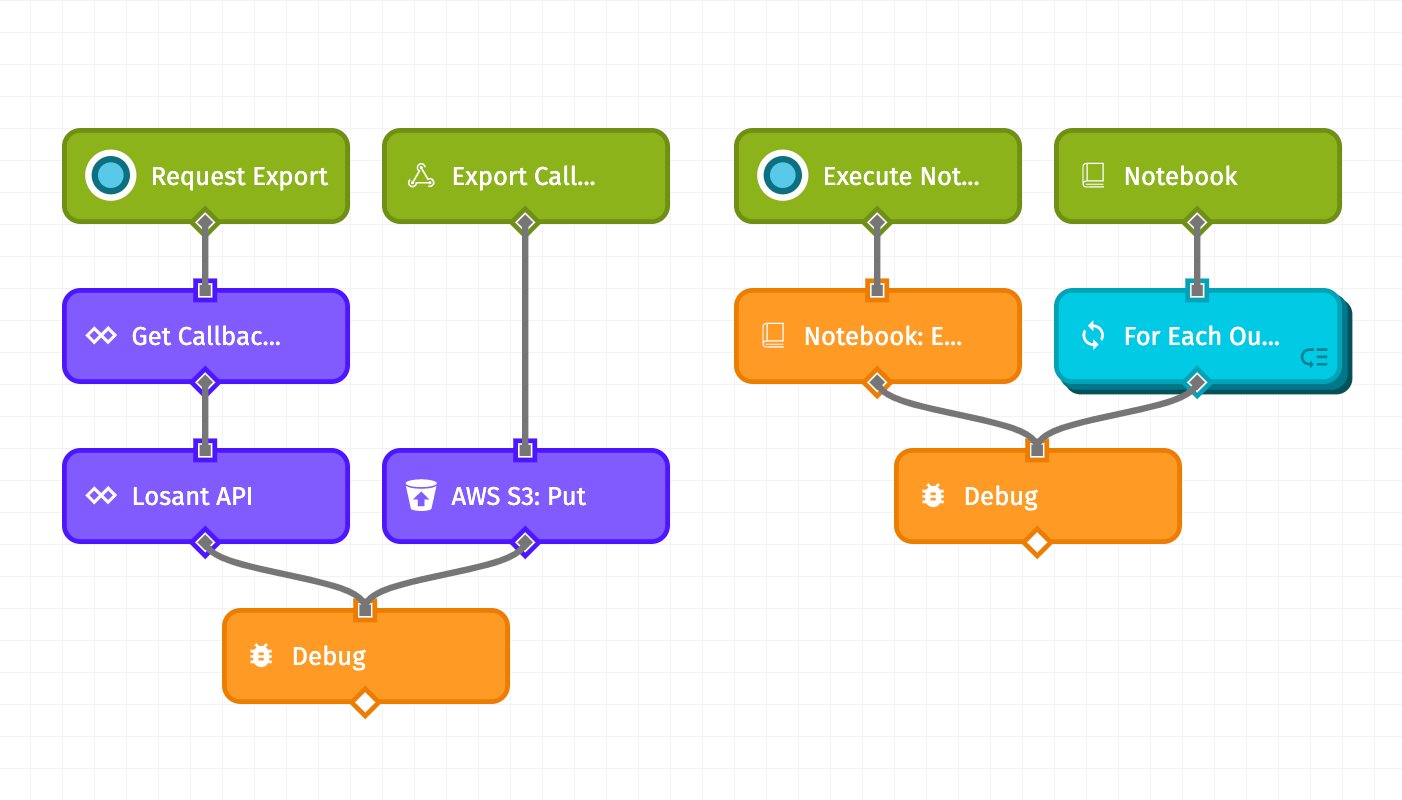 Request Export
Export Call...
Execute Not...
Notebook
Get Callbac...
Notebook: E...
For Each Ou...
Losant API
AWS S3: Put
Debug
Debug